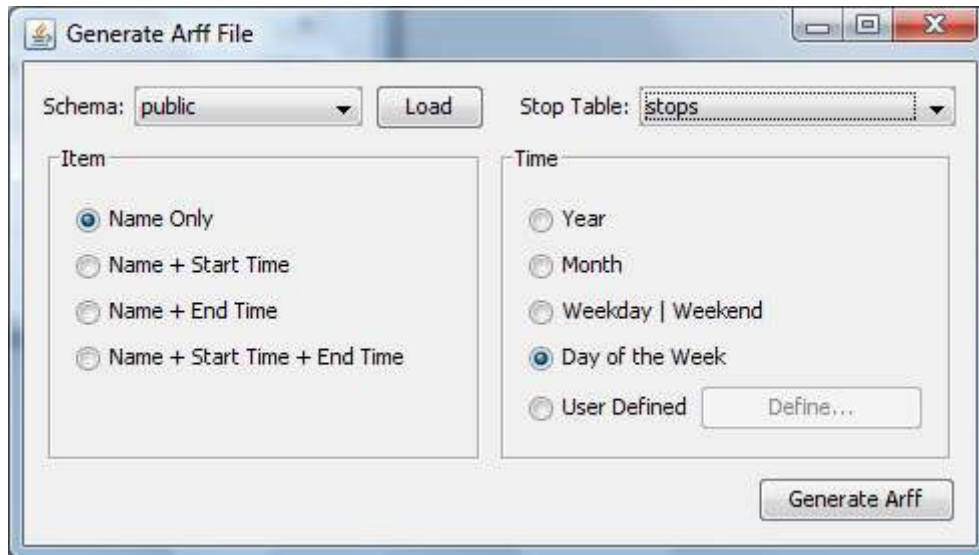 Generate Arff File
Schema: public Load Stop Table: stops
Item
Name Only
Name + Start Time
Name + End Time
Name + Start Time + End Time
Time
Year
Month
Weekday | Weekend
Day of the Week
User Defined Define...
Generate Arff